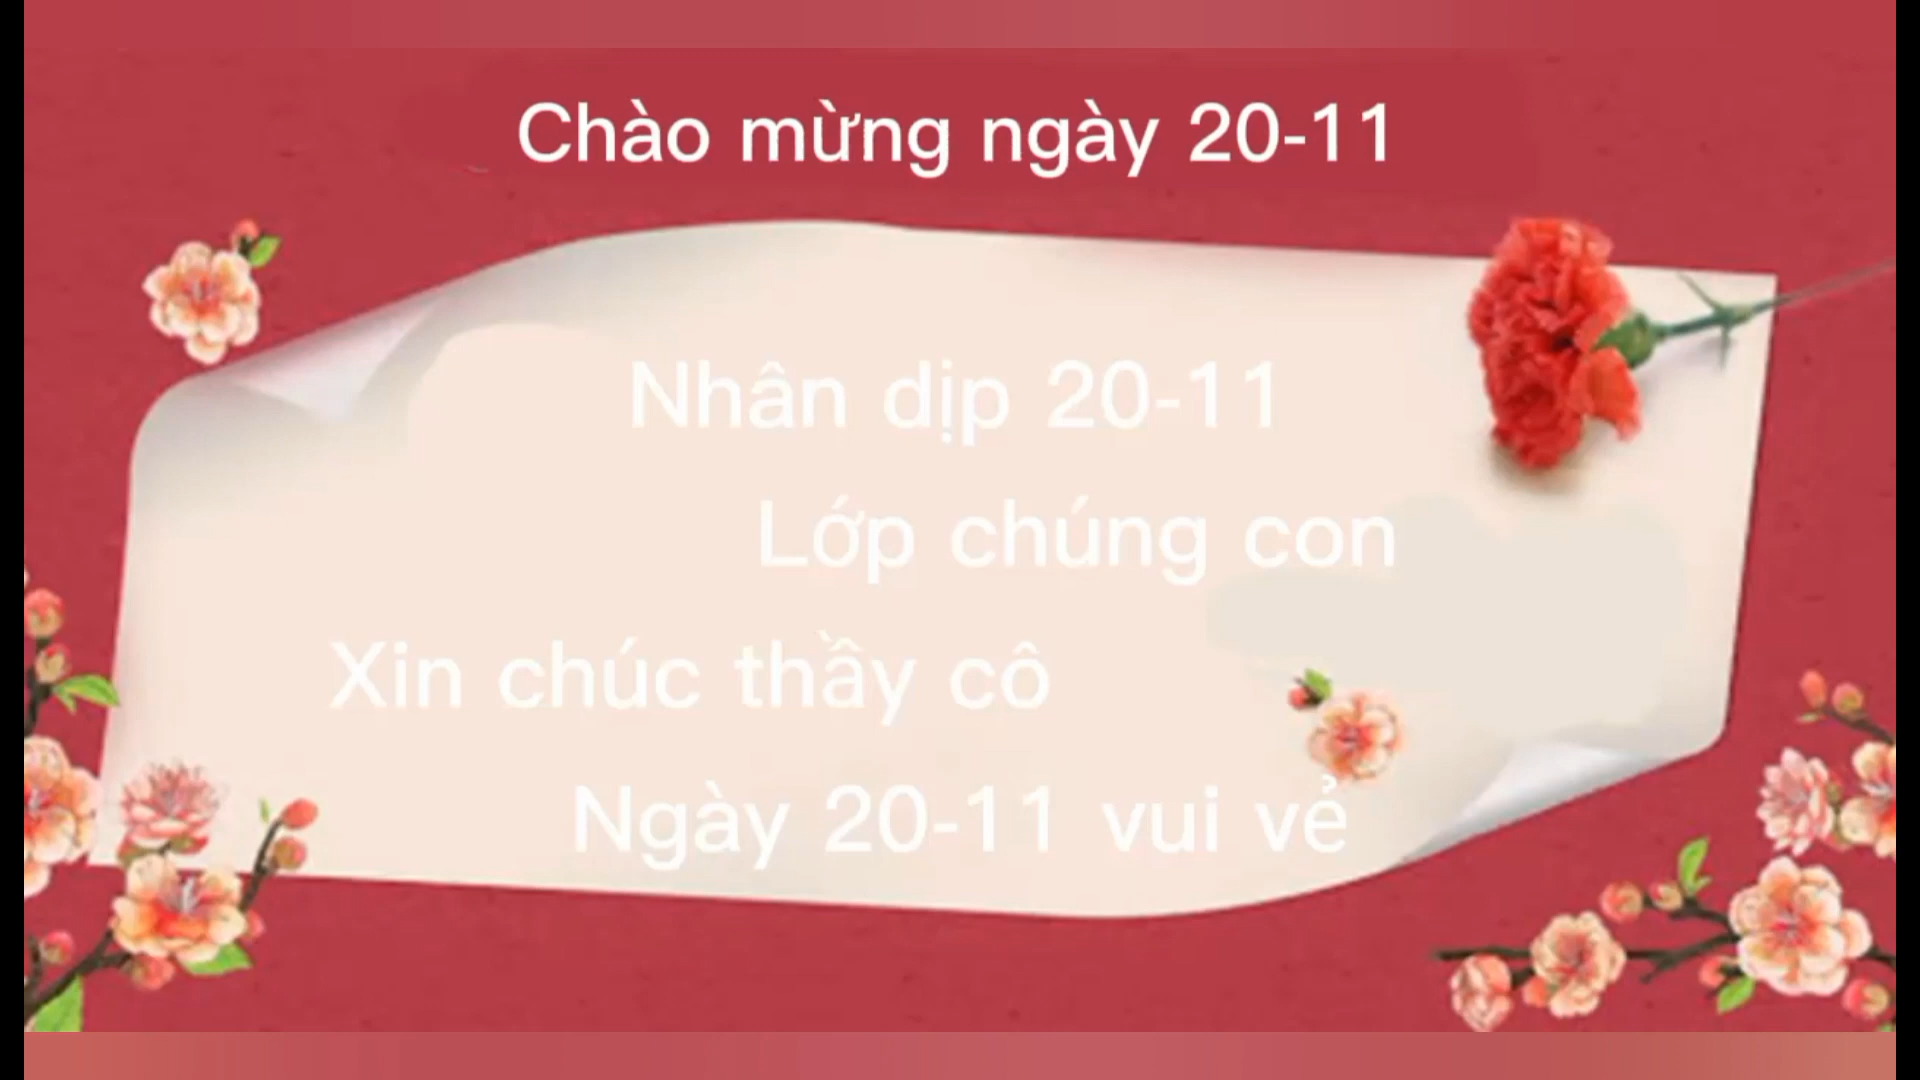 Chào mừng ngày 20-11
Nhân dịp 20-11
Lớp chúng con
Xin chúc thầy cô
Ngày 20-11 vui vẻ